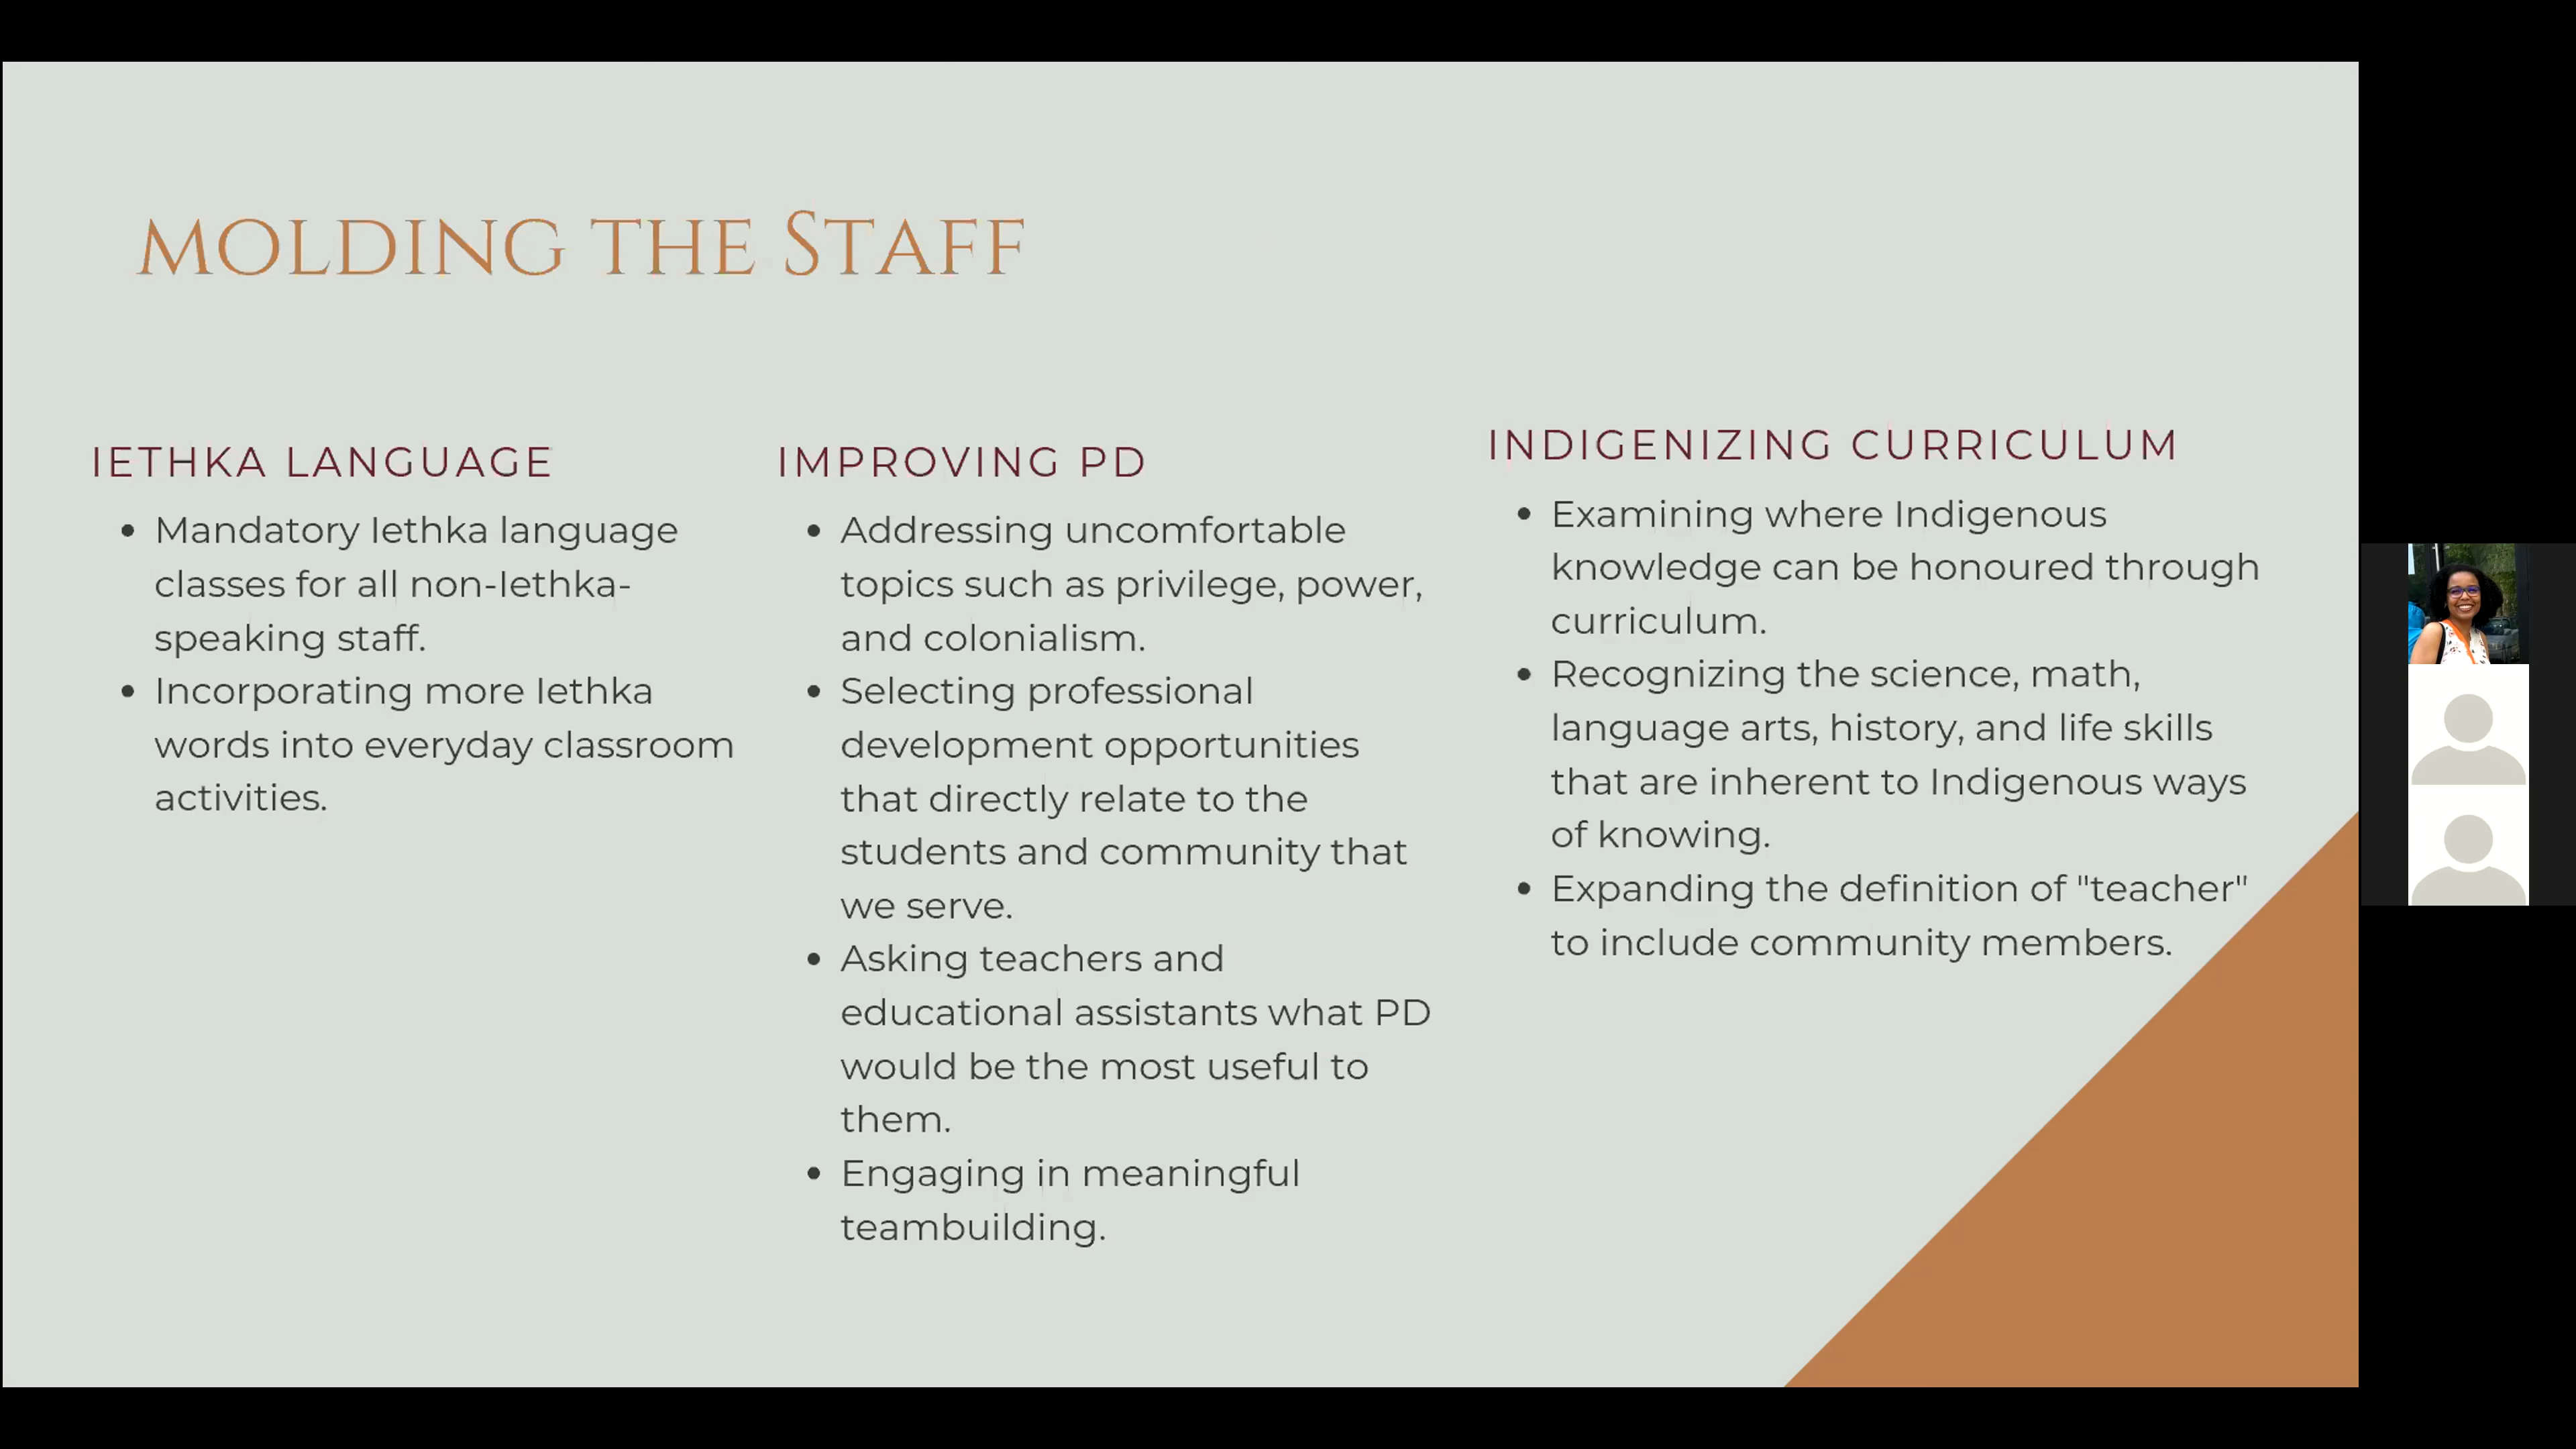 MOLDING THE STAFF
IETHKA LANGUAGE
Mandatory Iethka language
classes for all non-Iethka-
speaking staff.
Incorporating more Iethka
words into everyday classroom
activities.
IMPROVING PD
Addressing uncomfortable
topics such as privilege, power,
and colonialism.
Selecting professional
development opportunities
that directly relate to the
students and community that
we serve.
Asking teachers and
educational assistants what PD
would be the most useful to
them.
Engaging in meaningful
teambuilding.
INDIGENIZING CURRICULUM
Examining where Indigenous
knowledge can be honoured through
curriculum.
Recognizing the science, math,
language arts, history, and life skills
that are inherent to Indigenous ways
of knowing.
Expanding the definition of "teacher"
to include community members.